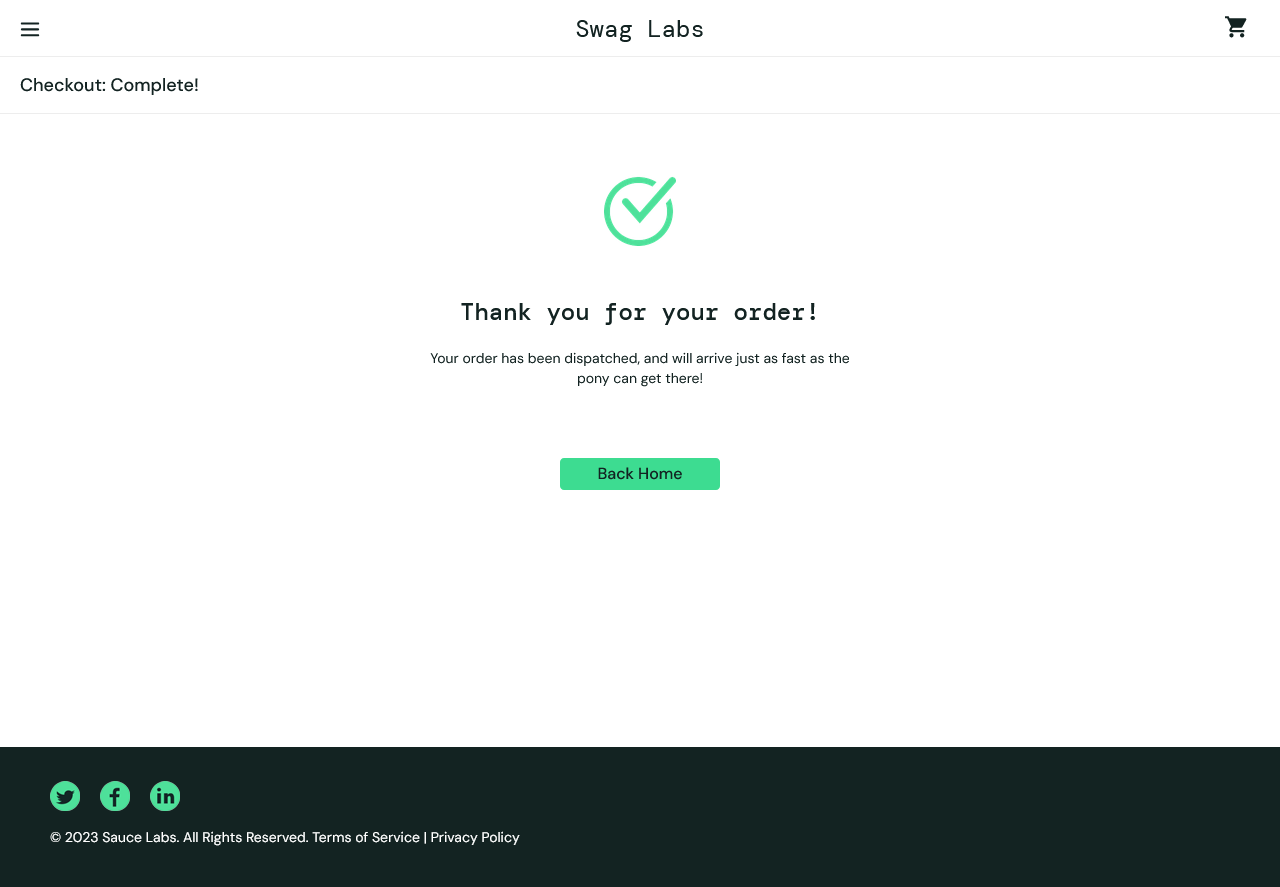 Swag Labs
Checkout: Complete!
Thank you for your order!
Your order has been dispatched, and will arrive just as fast as the
pony can get there!
Back Home
© 2023 Sauce Labs. All Rights Reserved. Terms of Service | Privacy Policy